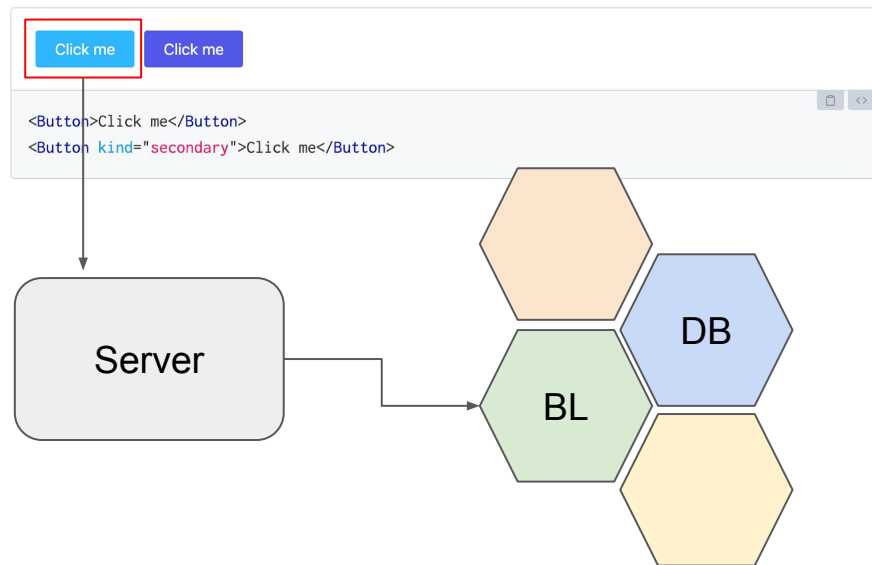 Click me Click me
<Button>Click me</Button>
<Button kind="secondary">Click me</Button>
Server
DB
BL